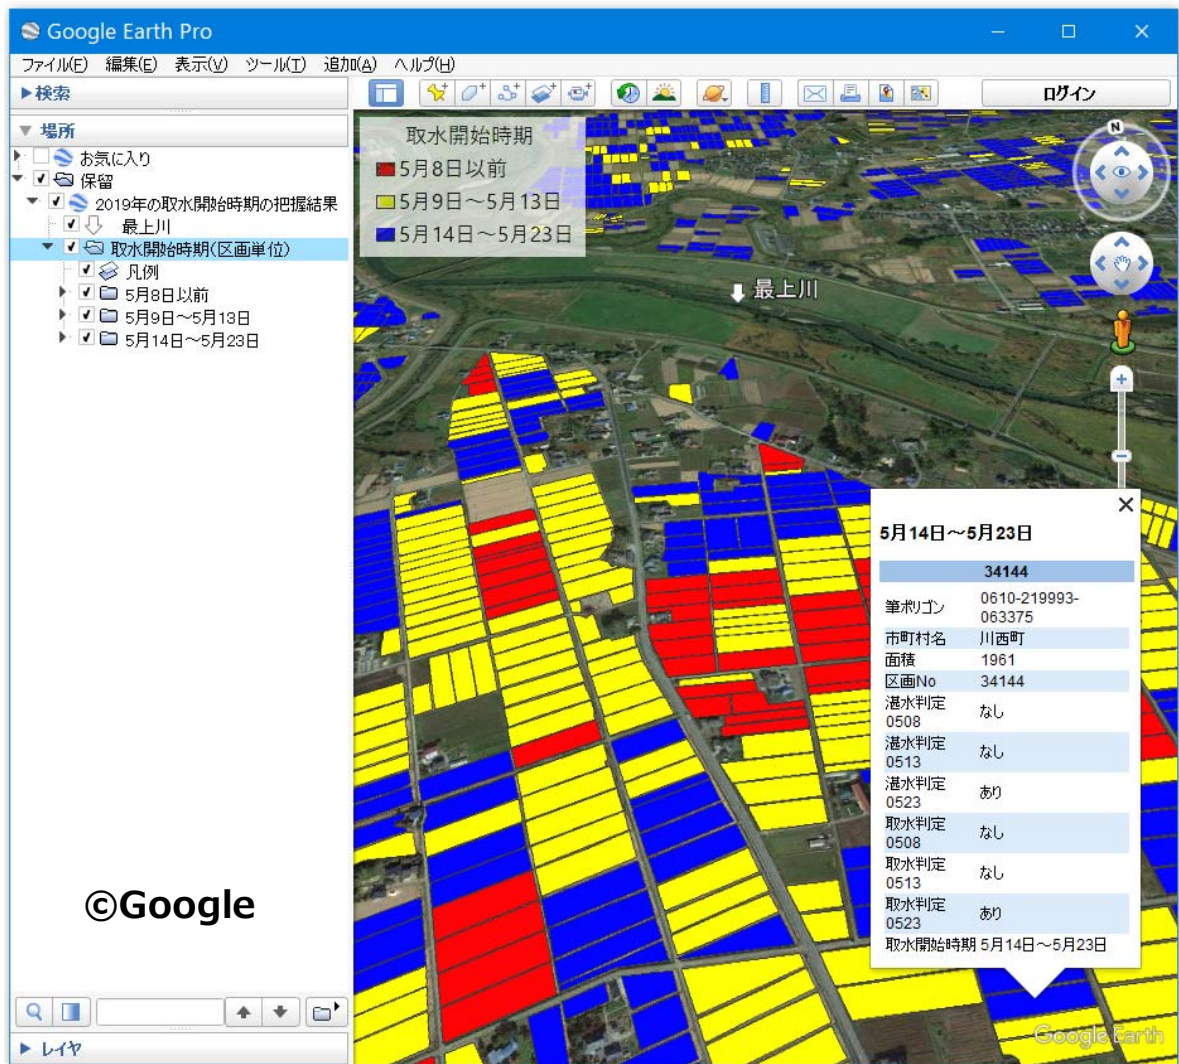 Google Earth Pro
ファイル(F) 編集(E) 表示(V) ツール(T) 追加(A) ヘルプ(H)
▶検索
ログイン
▼ 場所
お気に入り
保留
2019年の取水開始時期の把握結果
最上川
取水開始時期(区画単位)
凡例
5月8日以前
5月9日～5月13日
5月14日～5月23日
©Google
▶ レイヤ
取水開始時期
5月8日以前
5月9日～5月13日
5月14日～5月23日
N
最上川
5月14日～5月23日
34144
筆ポリゴン 0610-219993-
063375
市町村名 川西町
面積 1961
区画No 34144
湛水判定
0508 なし
湛水判定
0513 なし
湛水判定
0523 あり
取水判定
0508 なし
取水判定
0513 なし
取水判定
0523 あり
取水開始時期 5月14日～5月23日
Google Earth